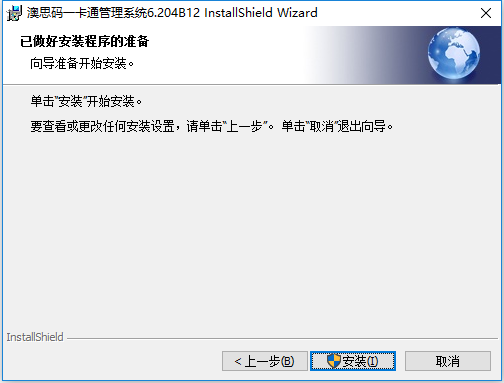 澳思码一卡通管理系统6.204B12 InstallShield Wizard
已做好安装程序的准备
向导准备开始安装。
单击“安装”开始安装。
要查看或更改任何安装设置，请单击“上一步”。 单击“取消”退出向导。
InstallShield
< 上一步(B)
安装(I)
取消